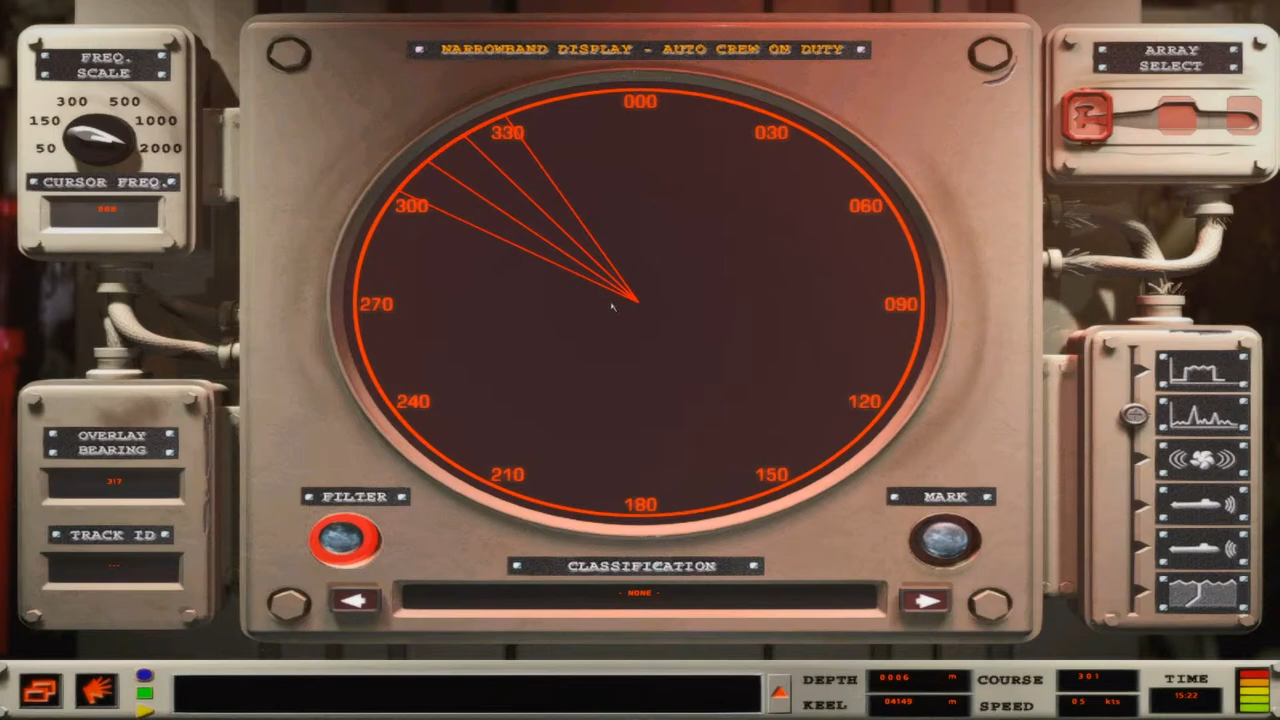 NARROWBAND DISPLAY - AUTO CREW ON DUTY
FREQ.
SCALE
300 500
150 1000
50 2000
CURSOR FREQ.
000
ARRAY
SELECT
000
330 030
300 060
270 090
240 120
210 150
180
OVERLAY
BEARING
317
TRACK ID
---
FILTER
MARK
CLASSIFICATION
- NONE -
DEPTH 0006 m
KEEL 04149 m
COURSE 301
SPEED 05 kts
TIME
15:22